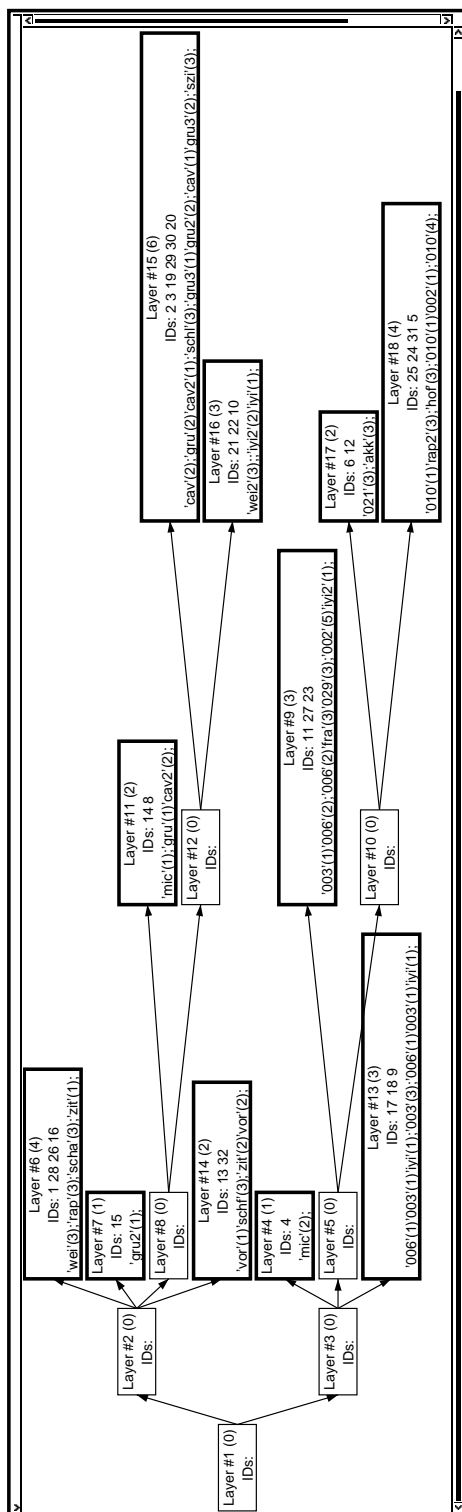 Layer #1 (0)
IDs:
Layer #2 (0)
IDs:
Layer #3 (0)
IDs:
Layer #6 (4)
IDs: 1 28 26 16
'wei'(3);'rap'(3);'scha'(3);'zit'(1);
Layer #7 (1)
IDs: 15
'gru2'(1);
Layer #8 (0)
IDs:
Layer #14 (2)
IDs: 13 32
'vor'(1)'schf'(3);'zit'(2)'vor'(2);
Layer #4 (1)
IDs: 4
'mic'(2);
Layer #5 (0)
IDs:
Layer #13 (3)
IDs: 17 18 9
'006'(1)'003'(1)'iyi'(1);'003'(3);'006'(1)'003'(1)'iyi'(1);
Layer #11 (2)
IDs: 14 8
'mic'(1);'gru'(1)'cav2'(2);
Layer #12 (0)
IDs:
Layer #9 (3)
IDs: 11 27 23
'003'(1)'006'(2);'006'(2)'fra'(3)'029'(3);'002'(5)'iyi2'(1);
Layer #10 (0)
IDs:
Layer #15 (6)
IDs: 2 3 19 29 30 20
'cav'(2);'gru'(2)'cav2'(1);'schl'(3);'gru3'(1)'gru2'(2);'cav'(1)'gru3'(2);'szi'(3);
Layer #16 (3)
IDs: 21 22 10
'wei2'(3);;'iyi2'(2)'iyi'(1);
Layer #17 (2)
IDs: 6 12
'021'(3);'akk'(3);
Layer #18 (4)
IDs: 25 24 31 5
'010'(1)'rap2'(3);'hof'(3);'010'(1)'002'(1);'010'(4);